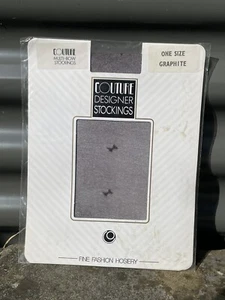 COUTURE
MULTI-BOW
STOCKINGS
COUTURE
DESIGNER
STOCKINGS
ONE SIZE
GRAPHITE
FINE FASHION HOSIERY